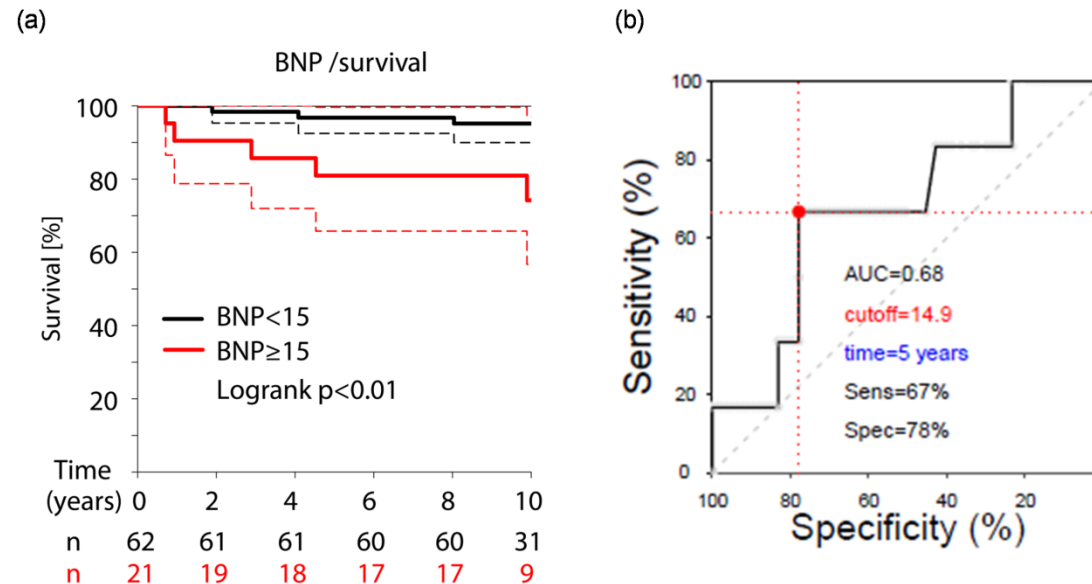 (a)
BNP /survival
Survival [%]
100
80
60
40
20
BNP<15
BNP≥15
Logrank p<0.01
Time
(years)
0 2 4 6 8 10
n 62 61 61 60 60 31
n 21 19 18 17 17 9
(b)
Sensitivity (%)
100
80
60
40
20
0
AUC=0.68
cutoff=14.9
time=5 years
Sens=67%
Spec=78%
100 80 60 40 20
Specificity (%)